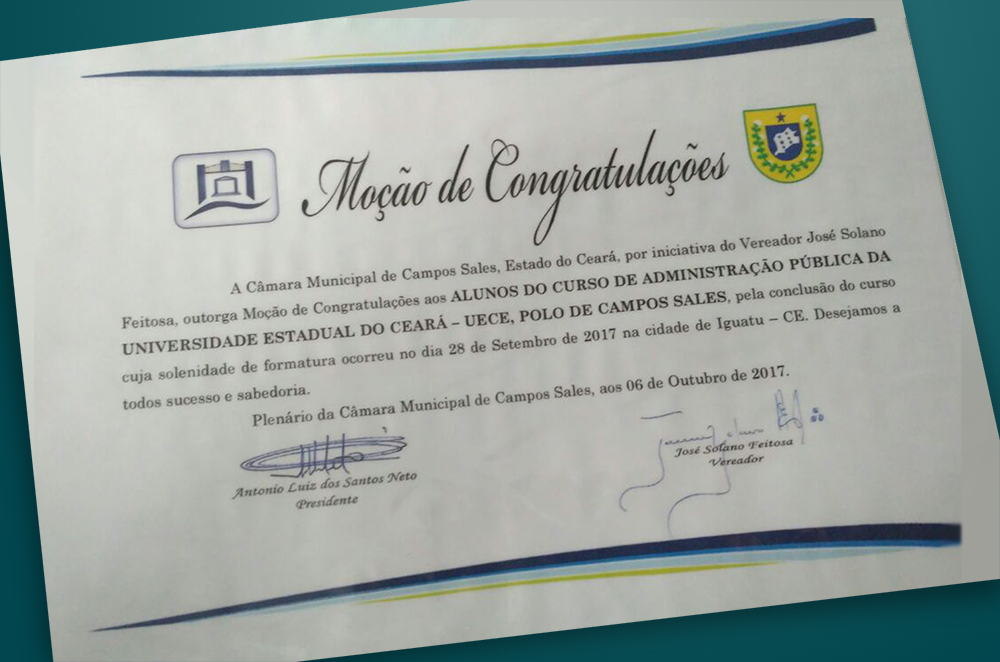 Moção de Congratulações
A Câmara Municipal de Campos Sales, Estado do Ceará, por iniciativa do Vereador José Solano
Feitosa, outorga Moção de Congratulações aos ALUNOS DO CURSO DE ADMINISTRAÇÃO PÚBLICA DA
UNIVERSIDADE ESTADUAL DO CEARÁ – UECE, POLO DE CAMPOS SALES, pela conclusão do curso
cuja solenidade de formatura ocorreu no dia 28 de Setembro de 2017 na cidade de Iguatu – CE. Desejamos a
todos sucesso e sabedoria.
Plenário da Câmara Municipal de Campos Sales, aos 06 de Outubro de 2017.
Antonio Luiz dos Santos Neto
Presidente
José Solano Feitosa
Vereador